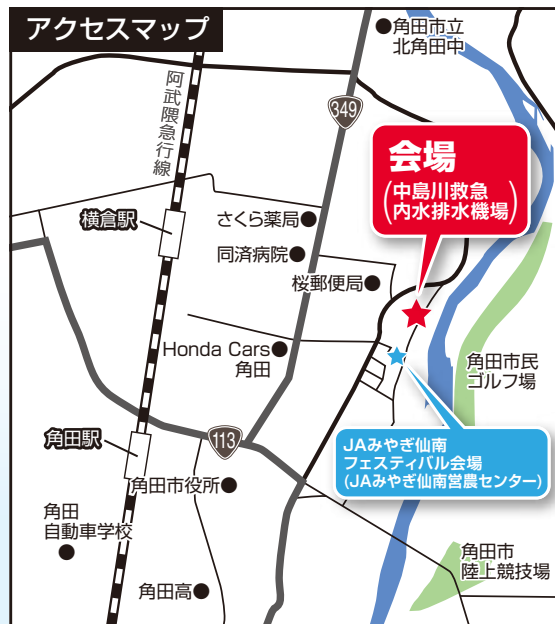 アクセスマップ
角田市立
北角田中
阿武隈急行線
349
会場
(中島川救急
内水排水機場)
さくら薬局
横倉駅
同済病院
桜郵便局
Honda Cars
角田
角田市民
ゴルフ場
113
角田駅
JAみやぎ仙南
フェスティバル会場
(JAみやぎ仙南営農センター)
角田市役所
角田
自動車学校
角田市
陸上競技場
角田高